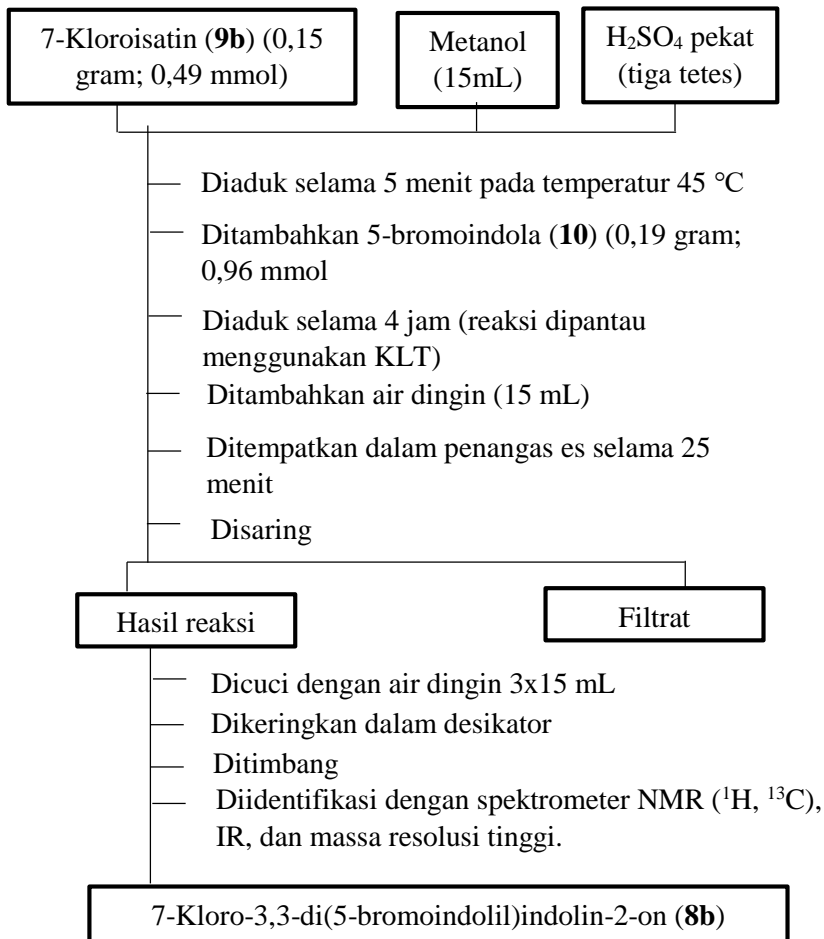 7-Kloroisatin (9b) (0,15
gram; 0,49 mmol)
Metanol
(15mL)
H₂SO₄ pekat
(tiga tetes)
Diaduk selama 5 menit pada temperatur 45 °C
Ditambahkan 5-bromoindola (10) (0,19 gram;
0,96 mmol
Diaduk selama 4 jam (reaksi dipantau
menggunakan KLT)
Ditambahkan air dingin (15 mL)
Ditempatkan dalam penangas es selama 25
menit
Disaring
Hasil reaksi
Filtrat
Dicuci dengan air dingin 3x15 mL
Dikeringkan dalam desikator
Ditimbang
Diidentifikasi dengan spektrometer NMR (¹H, ¹³C),
IR, dan massa resolusi tinggi.
7-Kloro-3,3-di(5-bromoindolil)indolin-2-on (8b)